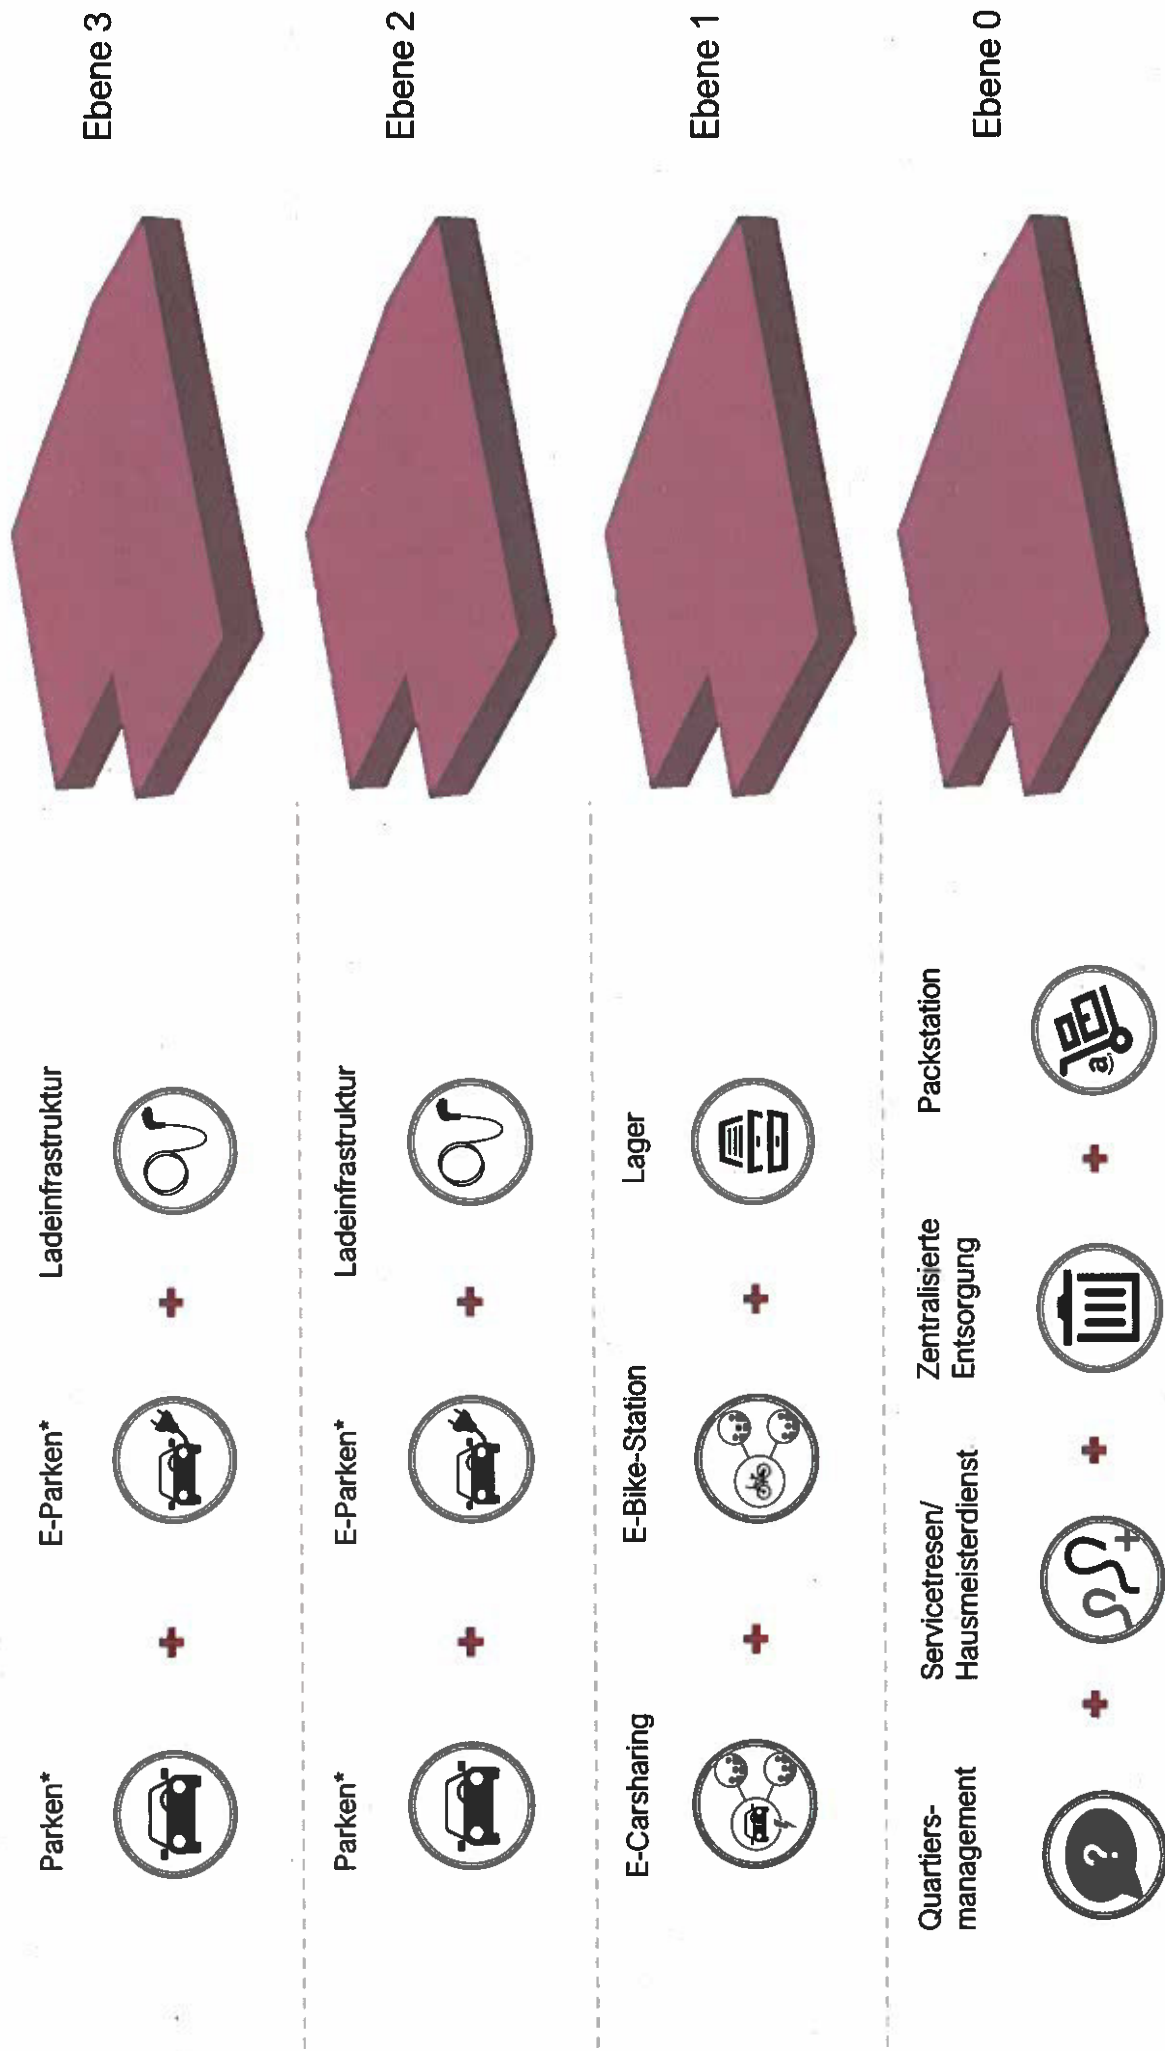 Parken*
E-Parken*
Ladeinfrastruktur
Ebene 3
Parken*
E-Parken*
Ladeinfrastruktur
Ebene 2
E-Carsharing
E-Bike-Station
Lager
Ebene 1
Quartiers-
management
?
Servicetresen/
Hausmeisterdienst
Zentralisierte
Entsorgung
Packstation
a
Ebene 0